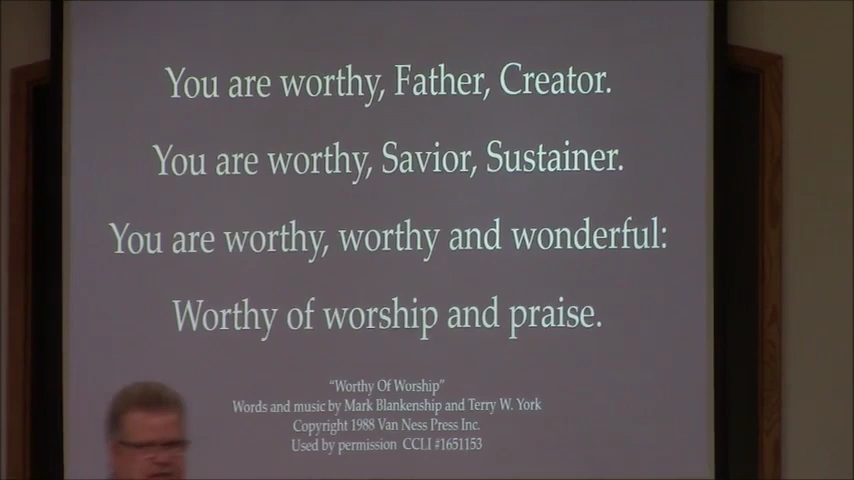 You are worthy, Father, Creator.
You are worthy, Savior, Sustainer.
You are worthy, worthy and wonderful:
Worthy of worship and praise.
“Worthy Of Worship”
Words and music by Mark Blankenship and Terry W. York
Copyright 1988 Van Ness Press Inc.
Used by permission CCLI #1651153